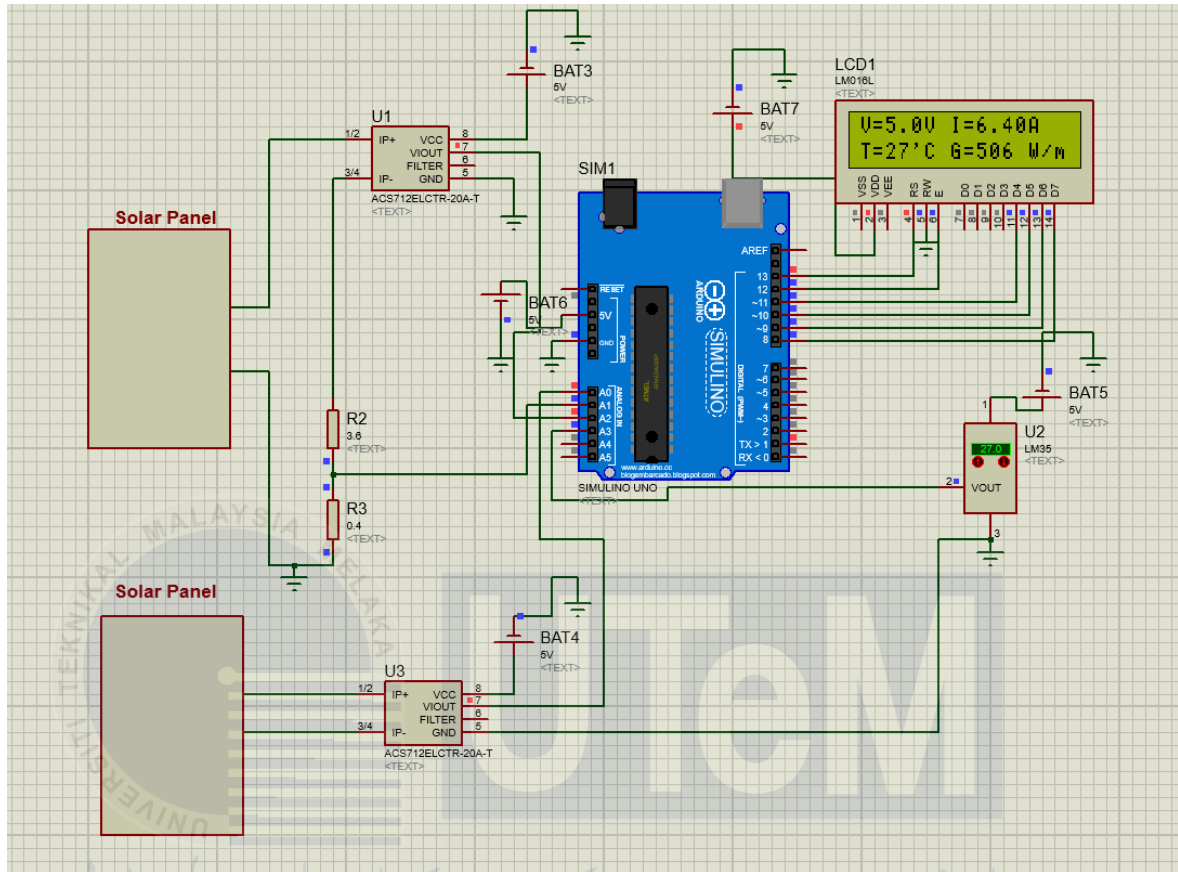 BAT3
5V
<TEXT>
U1
1/2 IP+ VCC 8
VIOUT 7
FILTER 6
3/4 IP- GND 5
ACS712ELCTR-20A-T
<TEXT>
Solar Panel
BAT7
5V
<TEXT>
LCD1
LM016L
<TEXT>
V=5.0V I=6.40A
T=27'C G=506 W/m
VSS VDD VEE RS RW E D0 D1 D2 D3 D4 D5 D6 D7
1 2 3 4 5 6 7 8 9 10 11 12 13 14
SIM1
BAT6
5V
<TEXT>
RESET
5V
GND
POWER
A0
A1
A2
A3
A4
A5
ANALOG IN
ATMEL
ARDUINO
SIMULINO
AREF
13
12
~11
~10
~9
8
7
~6
~5
4
~3
2
TX > 1
RX < 0
DIGITAL (PWM~)
www.arduino.cc
blogembarcado.blogspot.com
SIMULINO UNO
<TEXT>
BAT5
5V
<TEXT>
1
27.0
U2
LM35
<TEXT>
2 VOUT
3
R2
3.6
<TEXT>
R3
0.4
<TEXT>
Solar Panel
BAT4
5V
<TEXT>
U3
1/2 IP+ VCC 8
VIOUT 7
FILTER 6
3/4 IP- GND 5
ACS712ELCTR-20A-T
<TEXT>
UNIVERSITI TEKNIKAL MALAYSIA MELAKA
UTeM